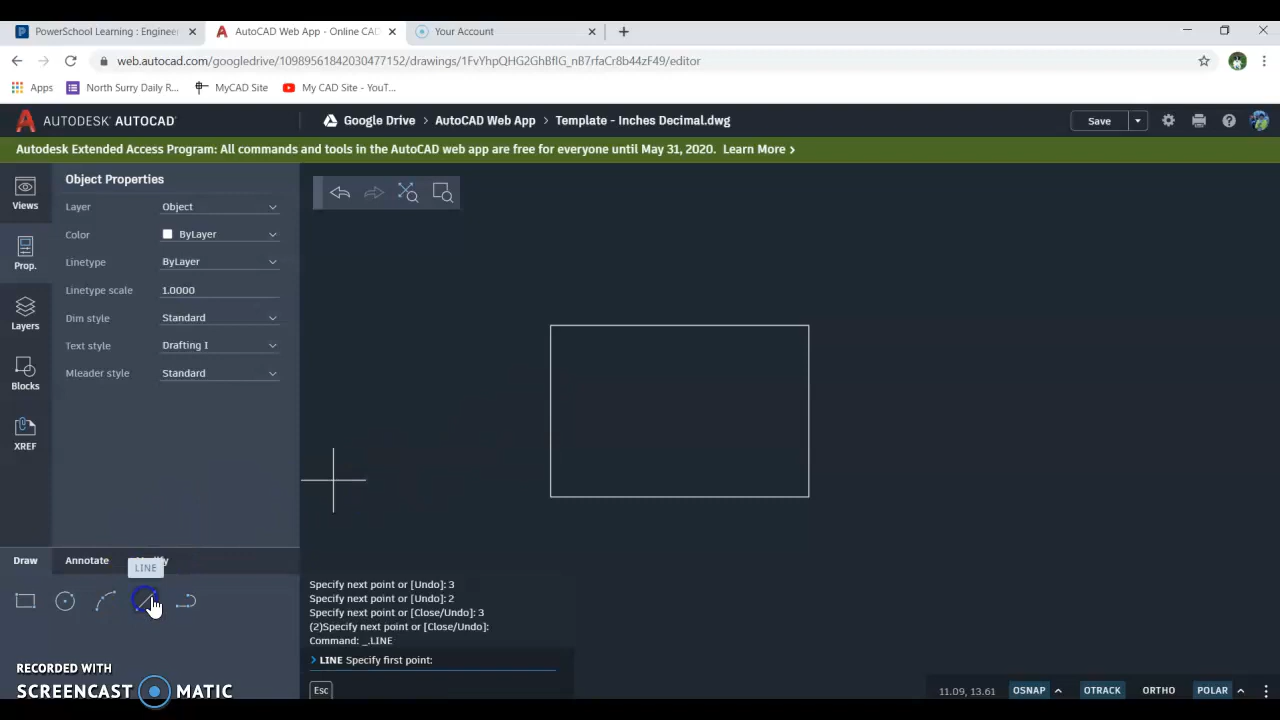 PowerSchool Learning : Engineer
AutoCAD Web App - Online CAD
Your Account
web.autocad.com/googledrive/10989561842030477152/drawings/1FvYhpQHG2GhBfIG_nB7rfaCr8b44zF49/editor
Apps
North Surry Daily R...
MyCAD Site
My CAD Site - YouT...
AUTODESK AUTOCAD
Google Drive > AutoCAD Web App > Template - Inches Decimal.dwg
Save
Autodesk Extended Access Program: All commands and tools in the AutoCAD web app are free for everyone until May 31, 2020. Learn More >
Views
Prop.
Layers
Blocks
XREF
Object Properties
Layer Object
Color ByLayer
Linetype ByLayer
Linetype scale 1.0000
Dim style Standard
Text style Drafting I
Mleader style Standard
Draw Annotate
LINE
Specify next point or [Undo]: 3
Specify next point or [Undo]: 2
Specify next point or [Close/Undo]: 3
(2)Specify next point or [Close/Undo]:
Command: _.LINE
> LINE Specify first point:
Esc
RECORDED WITH
SCREENCAST MATIC
11.09, 13.61 OSNAP OTRACK ORTHO POLAR